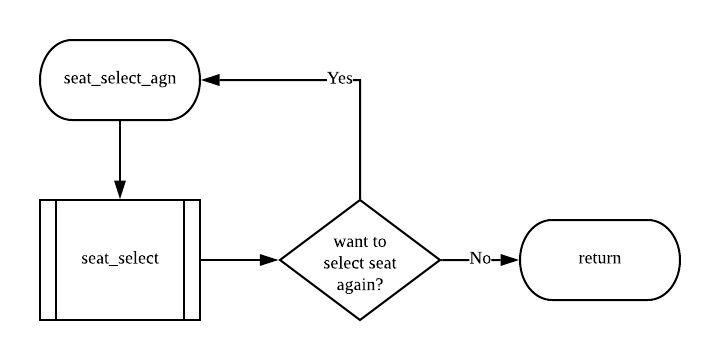 seat_select_agn
Yes
seat_select
want to
select seat
again?
No
return